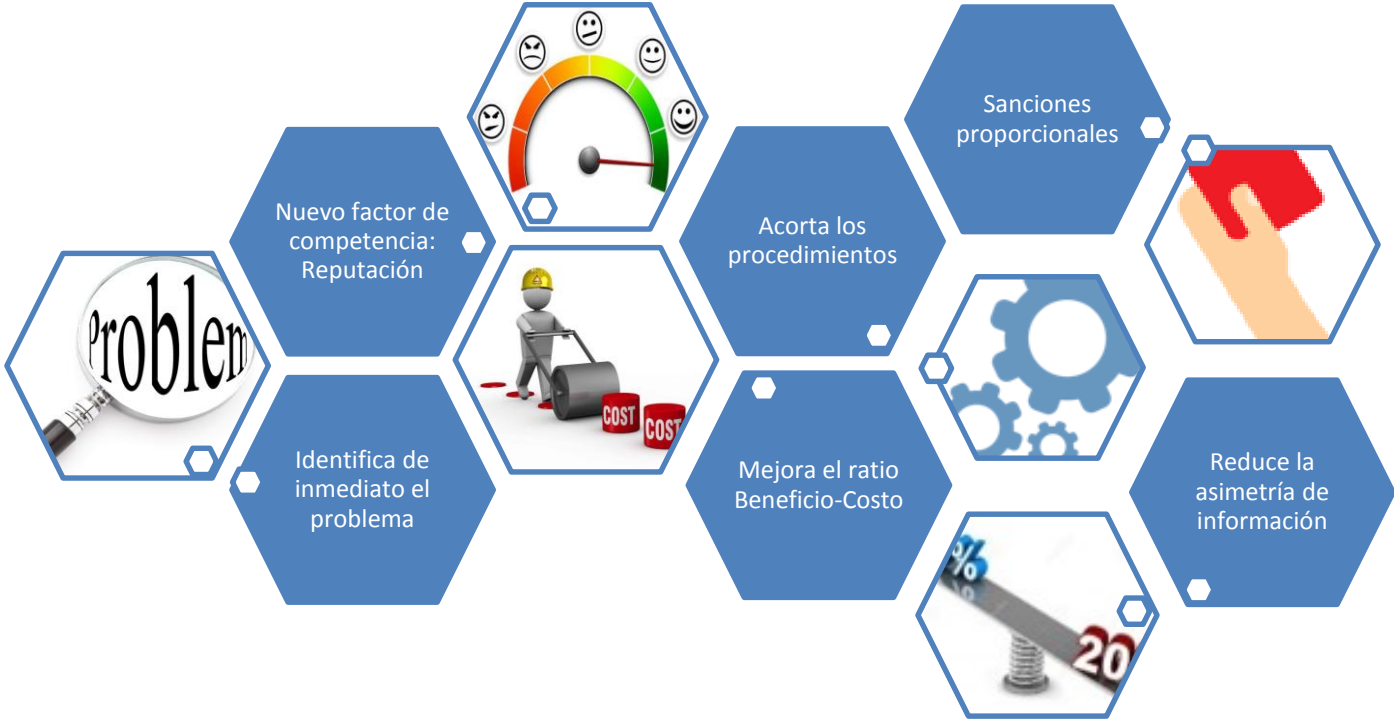 Sanciones
proporcionales
Nuevo factor de
competencia:
Reputación
Acorta los
procedimientos
Problem
COST
COST
Identifica de
inmediato el
problema
Mejora el ratio
Beneficio-Costo
Reduce la
asimetría de
información
%
20